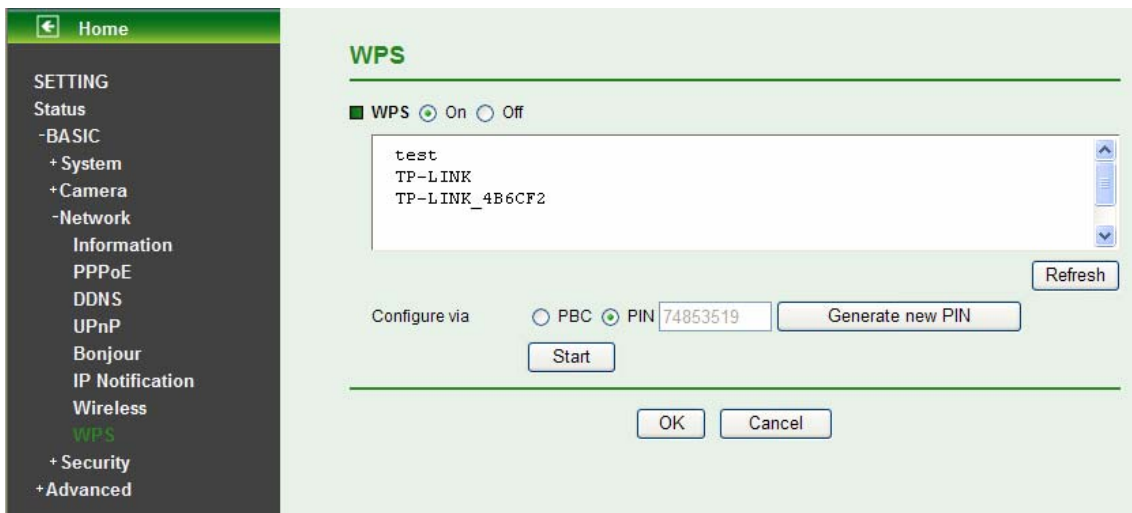 Home
SETTING
Status
-BASIC
+System
+Camera
-Network
Information
PPPoE
DDNS
UPnP
Bonjour
IP Notification
Wireless
WPS
+Security
+Advanced
WPS
WPS On Off
test
TP-LINK
TP-LINK_4B6CF2
Refresh
Configure via PBC PIN 74853519 Generate new PIN
Start
OK Cancel